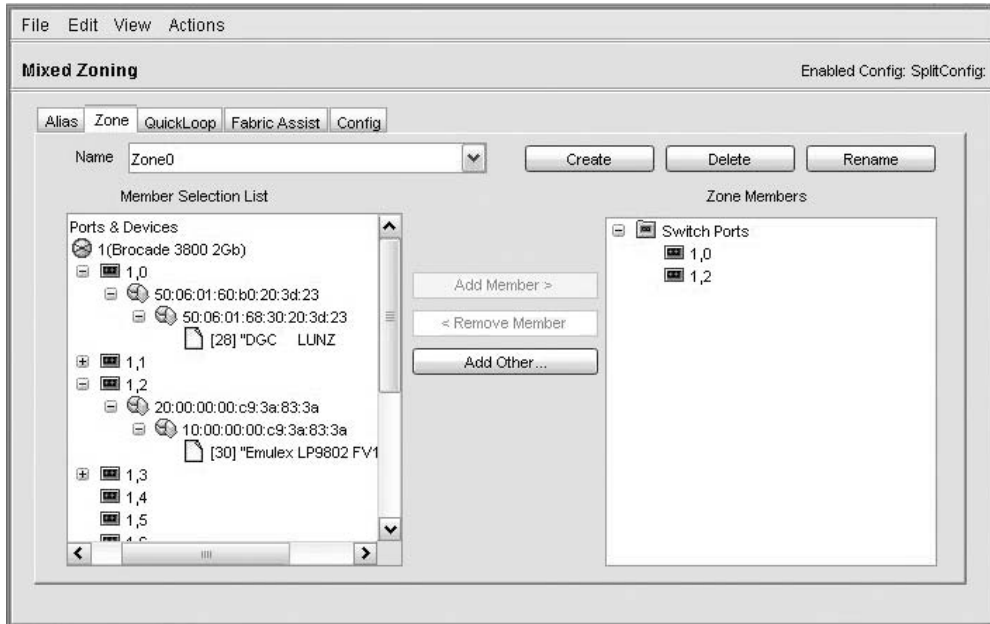 File Edit View Actions
Mixed Zoning
Enabled Config: SplitConfig:
Alias Zone QuickLoop Fabric Assist Config
Name Zone0 Create Delete Rename
Member Selection List
Ports & Devices
1(Brocade 3800 2Gb)
1,0
50:06:01:60:b0:20:3d:23
50:06:01:68:30:20:3d:23
[28] "DGC LUNZ
1,1
1,2
20:00:00:00:c9:3a:83:3a
10:00:00:00:c9:3a:83:3a
[30] "Emulex LP9802 FV1
1,3
1,4
1,5
Add Member >
< Remove Member
Add Other...
Zone Members
Switch Ports
1,0
1,2